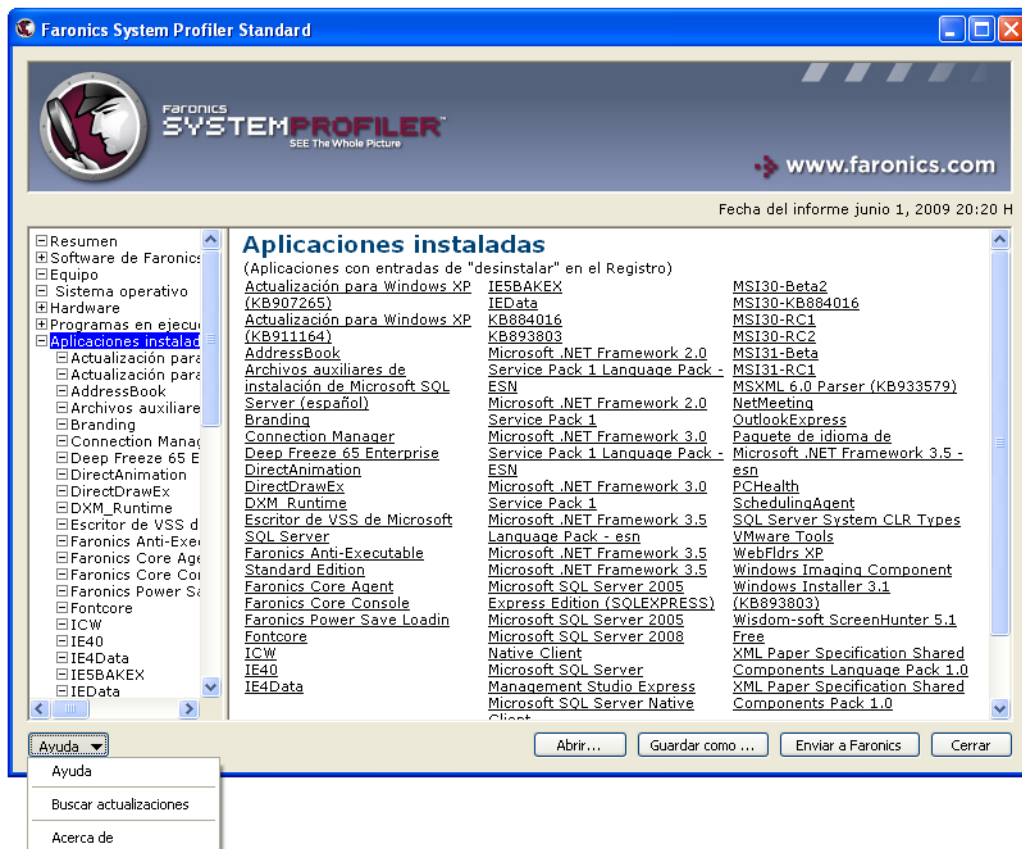 Faronics System Profiler Standard
Faronics
SYSTEMPROFILER™
SEE The Whole Picture
www.faronics.com
Fecha del informe junio 1, 2009 20:20 H
Resumen
Software de Faronics
Equipo
Sistema operativo
Hardware
Programas en ejecu
Aplicaciones instalad
Actualización para
Actualización para
AddressBook
Archivos auxiliare
Branding
Connection Manag
Deep Freeze 65 E
DirectAnimation
DirectDrawEx
DXM_Runtime
Escritor de VSS d
Faronics Anti-Exe
Faronics Core Age
Faronics Core Co
Faronics Power Sa
Fontcore
ICW
IE40
IE4Data
IE5BAKEX
IEData
Aplicaciones instaladas
(Aplicaciones con entradas de "desinstalar" en el Registro)
Actualización para Windows XP
(KB907265)
Actualización para Windows XP
(KB911164)
AddressBook
Archivos auxiliares de
instalación de Microsoft SQL
Server (español)
Branding
Connection Manager
Deep Freeze 65 Enterprise
DirectAnimation
DirectDrawEx
DXM_Runtime
Escritor de VSS de Microsoft
SQL Server
Faronics Anti-Executable
Standard Edition
Faronics Core Agent
Faronics Core Console
Faronics Power Save Loadin
Fontcore
ICW
IE40
IE4Data
IE5BAKEX
IEData
KB884016
KB893803
Microsoft .NET Framework 2.0
Service Pack 1 Language Pack -
ESN
Microsoft .NET Framework 2.0
Service Pack 1
Microsoft .NET Framework 3.0
Service Pack 1 Language Pack -
ESN
Microsoft .NET Framework 3.0
Service Pack 1
Microsoft .NET Framework 3.5
Language Pack - esn
Microsoft .NET Framework 3.5
Microsoft .NET Framework 3.5
Microsoft SQL Server 2005
Express Edition (SQLEXPRESS)
Microsoft SQL Server 2005
Microsoft SQL Server 2008
Native Client
Microsoft SQL Server
Management Studio Express
Microsoft SQL Server Native
Client
MSI30-Beta2
MSI30-KB884016
MSI30-RC1
MSI30-RC2
MSI31-Beta
MSI31-RC1
MSXML 6.0 Parser (KB933579)
NetMeeting
OutlookExpress
Paquete de idioma de
Microsoft .NET Framework 3.5 -
esn
PCHealth
SchedulingAgent
SQL Server System CLR Types
VMware Tools
WebFldrs XP
Windows Imaging Component
Windows Installer 3.1
(KB893803)
Wisdom-soft ScreenHunter 5.1
Free
XML Paper Specification Shared
Components Language Pack 1.0
XML Paper Specification Shared
Components Pack 1.0
Ayuda
Abrir...
Guardar como ...
Enviar a Faronics
Cerrar
Ayuda
Buscar actualizaciones
Acerca de